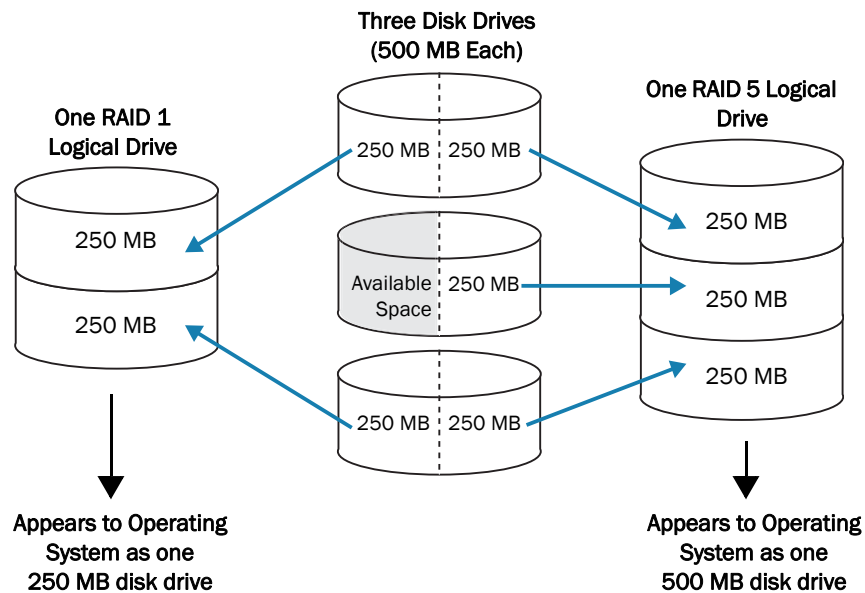 Three Disk Drives
(500 MB Each)
One RAID 1
Logical Drive
One RAID 5 Logical
Drive
250 MB
250 MB
250 MB
250 MB
250 MB
250 MB
Available
Space
250 MB
250 MB
250 MB
250 MB
250 MB
Appears to Operating
System as one
250 MB disk drive
Appears to Operating
System as one
500 MB disk drive